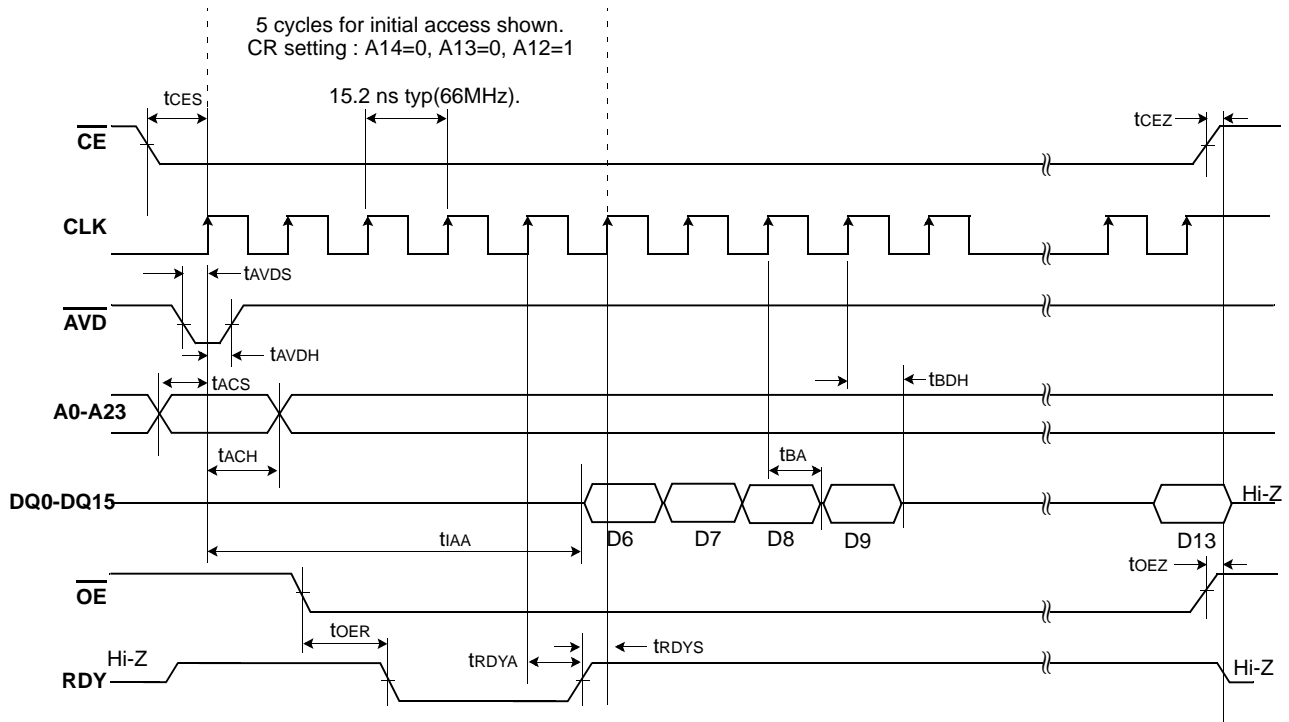 5 cycles for initial access shown.
CR setting : A14=0, A13=0, A12=1
tCES
15.2 ns typ(66MHz).
tCEZ
CE
CLK
tAVDS
AVD
tAVDH
tACS
tBDH
A0-A23
tACH
tBA
DQ0-DQ15
Hi-Z
D6
D7
D8
D9
D13
tIAA
tOEZ
OE
tOER
tRDYA
tRDYS
Hi-Z
RDY
Hi-Z